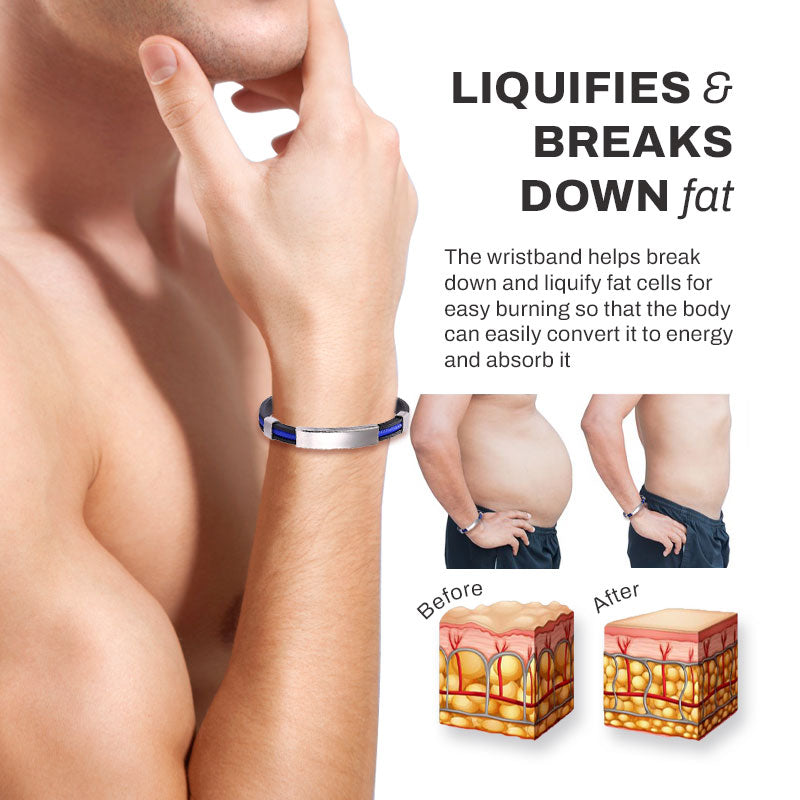 LIQUIFIES &
BREAKS
DOWN fat
The wristband helps break
down and liquify fat cells for
easy burning so that the body
can easily convert it to energy
and absorb it
Before
After